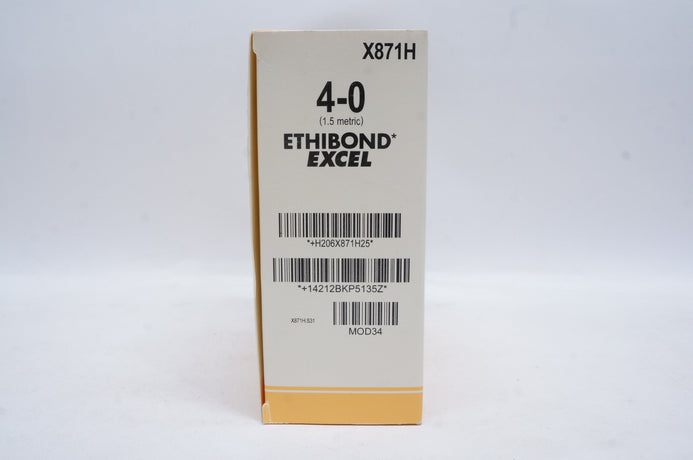 X871H
4-0
(1.5 metric)
ETHIBOND*
EXCEL
*+H206X871H25*
*+14212BKP5135Z*
X871H.S31
MOD34